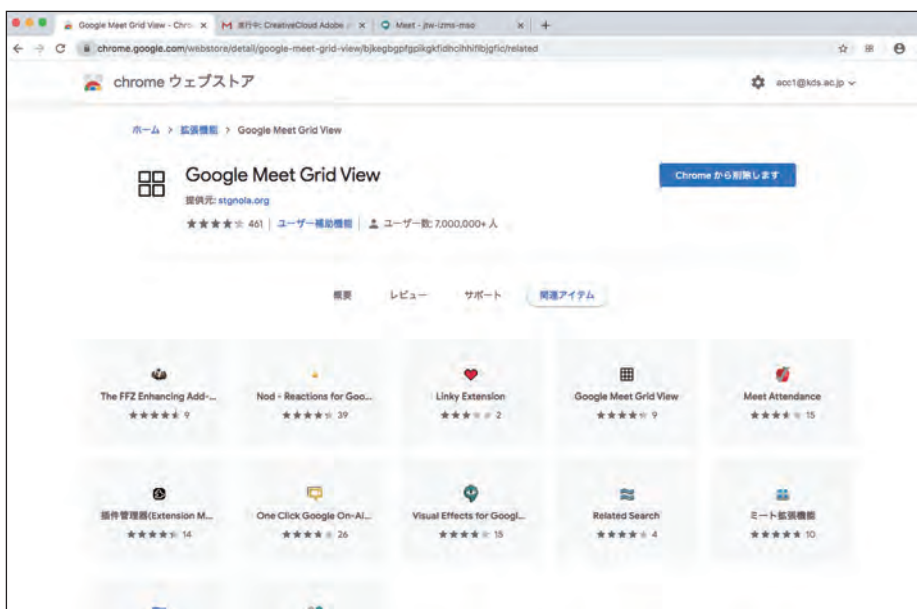 Google Meet Grid View - Chro
進行中: CreativeCloud Adobe
Meet - jtw-izms-mso
chrome.google.com/webstore/detail/google-meet-grid-view/bjkegbgpfgpikgkfidhcihhiflbjgfic/related
chrome ウェブストア
acc1@kds.ac.jp
ホーム > 拡張機能 > Google Meet Grid View
Google Meet Grid View
Chrome から削除します
提供元: stgnola.org
461 | ユーザー補助機能 | ユーザー数: 7,000,000+ 人
概要 レビュー サポート 関連アイテム
The FFZ Enhancing Add-... Nod - Reactions for Goo... Linky Extension Google Meet Grid View Meet Attendance
9 39 2 9 15
插件管理器(Extension M... One Click Google On-Al... Visual Effects for Googl... Related Search ミート拡張機能
14 26 15 4 10